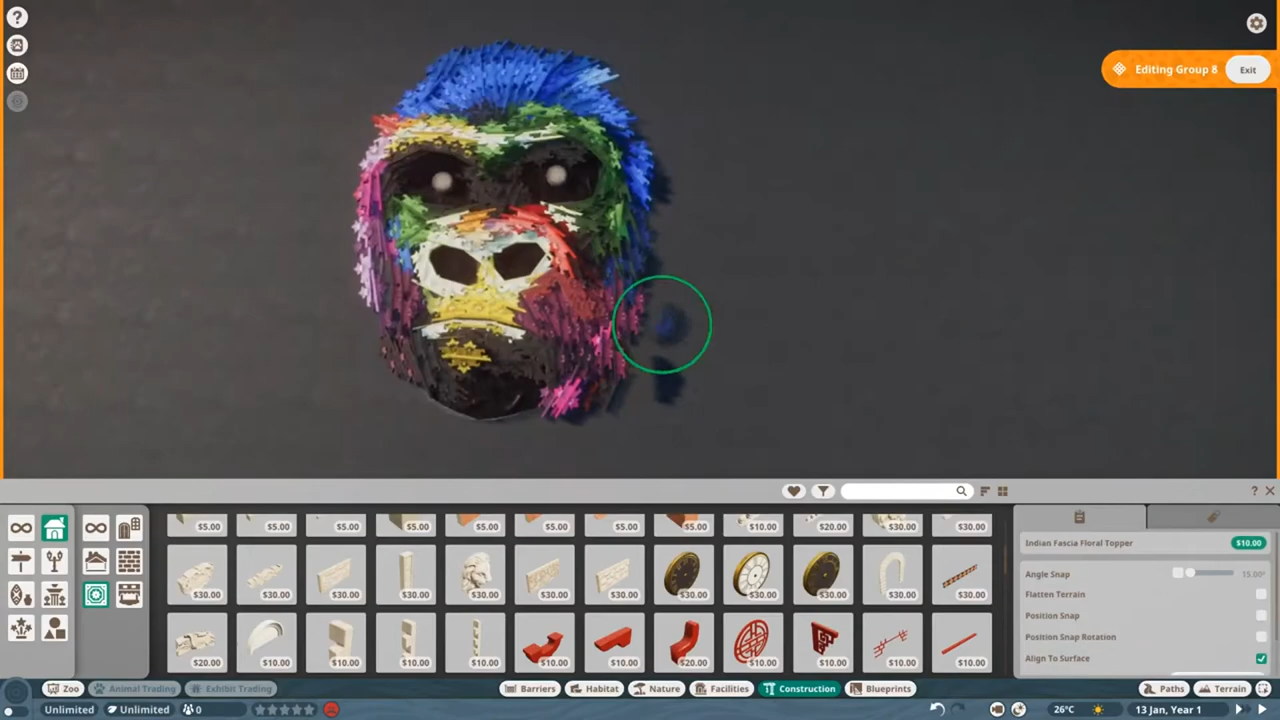 ?
Editing Group 8 Exit
? ×
$5.00 $5.00 $5.00 $5.00 $5.00 $5.00 $5.00 $5.00 $10.00 $20.00 $30.00 $30.00
Indian Fascia Floral Topper $10.00
Angle Snap 15.00°
$30.00 $30.00 $30.00 $30.00 $30.00 $30.00 $30.00 $30.00 $30.00 $30.00 $30.00 $30.00
Flatten Terrain
Position Snap
Position Snap Rotation
Align To Surface
$20.00 $10.00 $10.00 $10.00 $10.00 $10.00 $10.00 $20.00 $10.00 $10.00 $10.00 $10.00
Zoo Animal Trading Exhibit Trading Barriers Habitat Nature Facilities Construction Blueprints Paths Terrain
Unlimited Unlimited 0 26°C 13 Jan, Year 1